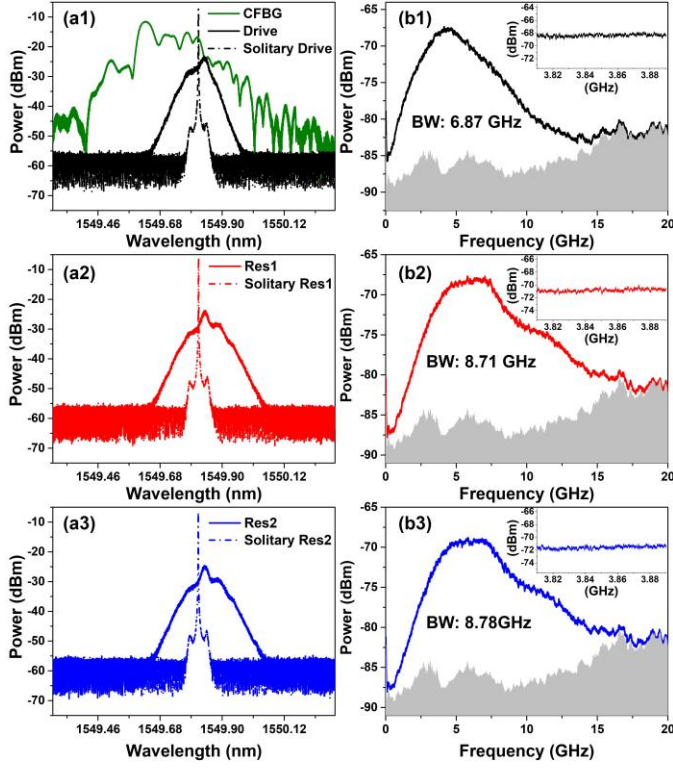 (a1)
CFBG
Drive
Solitary Drive
-10
-20
-30
-40
-50
-60
-70
Power (dBm)
1549.46 1549.68 1549.90 1550.12
Wavelength (nm)
(b1)
-65
-70
-75
-80
-85
-90
Power (dBm)
BW: 6.87 GHz
0 5 10 15 20
Frequency (GHz)
-66
-68
-70
-72
(dBm)
3.82 3.84 3.86 3.88
(GHz)
(a2)
Res1
Solitary Res1
-10
-20
-30
-40
-50
-60
-70
Power (dBm)
1549.46 1549.68 1549.90 1550.12
Wavelength (nm)
(b2)
-65
-70
-75
-80
-85
-90
Power (dBm)
BW: 8.71 GHz
0 5 10 15 20
Frequency (GHz)
-66
-68
-70
-72
-74
(dBm)
3.82 3.84 3.86 3.88
(GHz)
(a3)
Res2
Solitary Res2
-10
-20
-30
-40
-50
-60
-70
Power (dBm)
1549.46 1549.68 1549.90 1550.12
Wavelength (nm)
(b3)
-65
-70
-75
-80
-85
-90
Power (dBm)
BW: 8.78GHz
0 5 10 15 20
Frequency (GHz)
-66
-68
-70
-72
-74
(dBm)
3.82 3.84 3.86 3.88
(GHz)